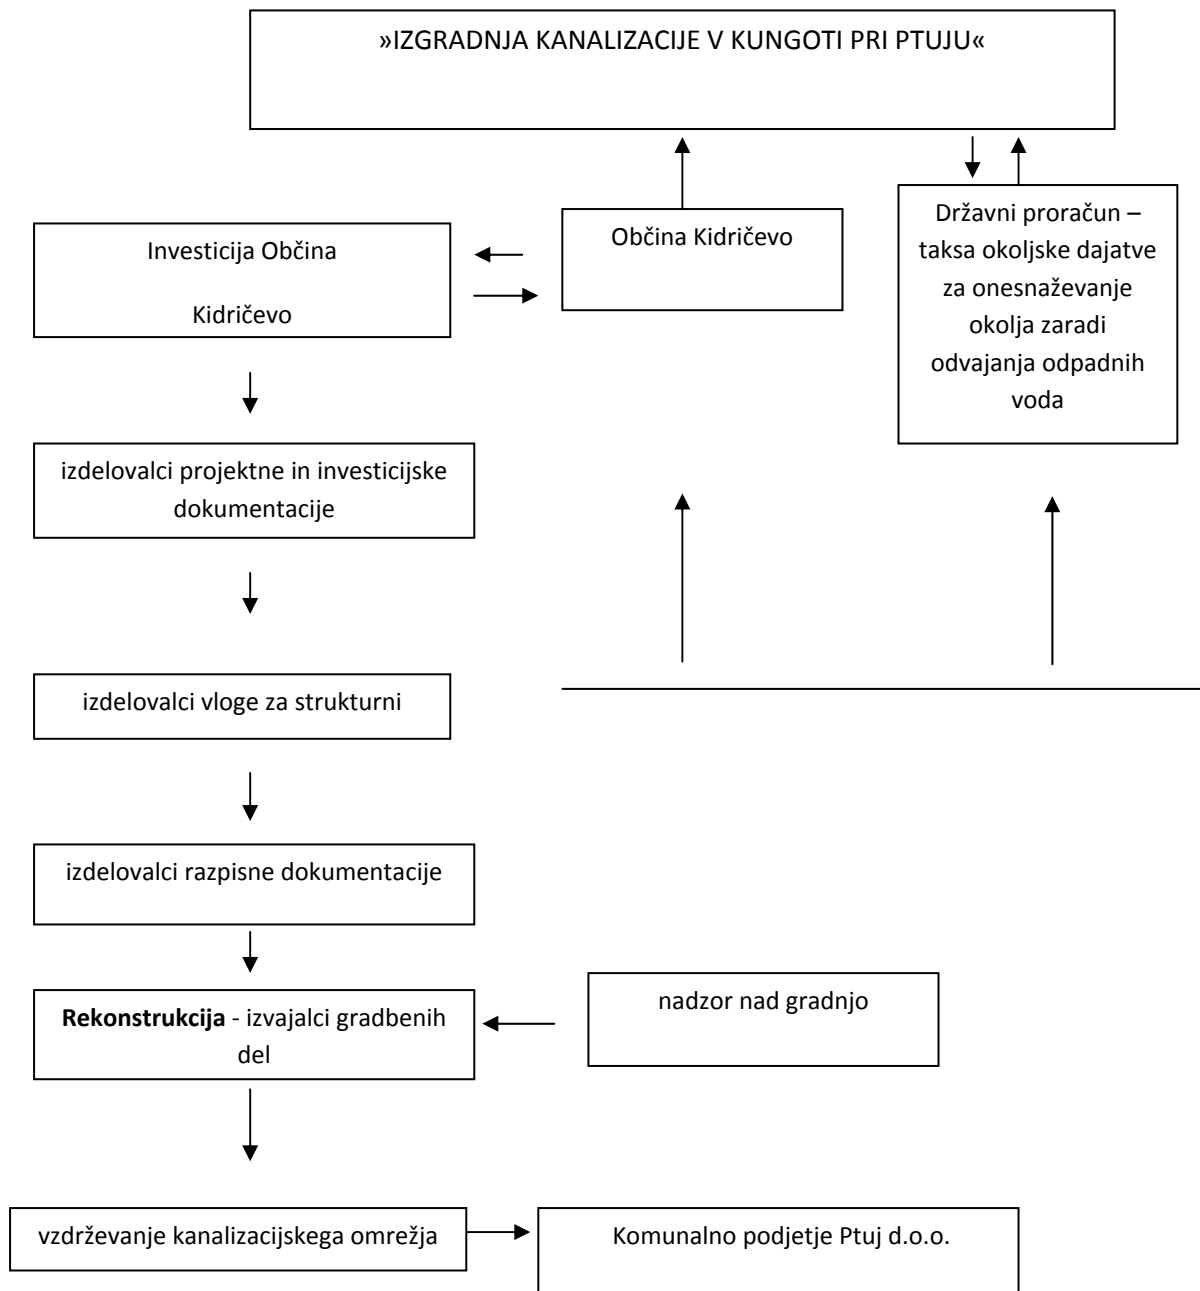 »IZGRADNJA KANALIZACIJE V KUNGOTI PRI PTUJU«
Investicija Občina
Kidričevo
Občina Kidričevo
Državni proračun –
taksa okoljske dajatve
za onesnaževanje
okolja zaradi
odvajanja odpadnih
voda
izdelovalci projektne in investicijske
dokumentacije
izdelovalci vloge za strukturni
izdelovalci razpisne dokumentacije
Rekonstrukcija - izvajalci gradbenih
del
nadzor nad gradnjo
vzdrževanje kanalizacijskega omrežja
Komunalno podjetje Ptuj d.o.o.